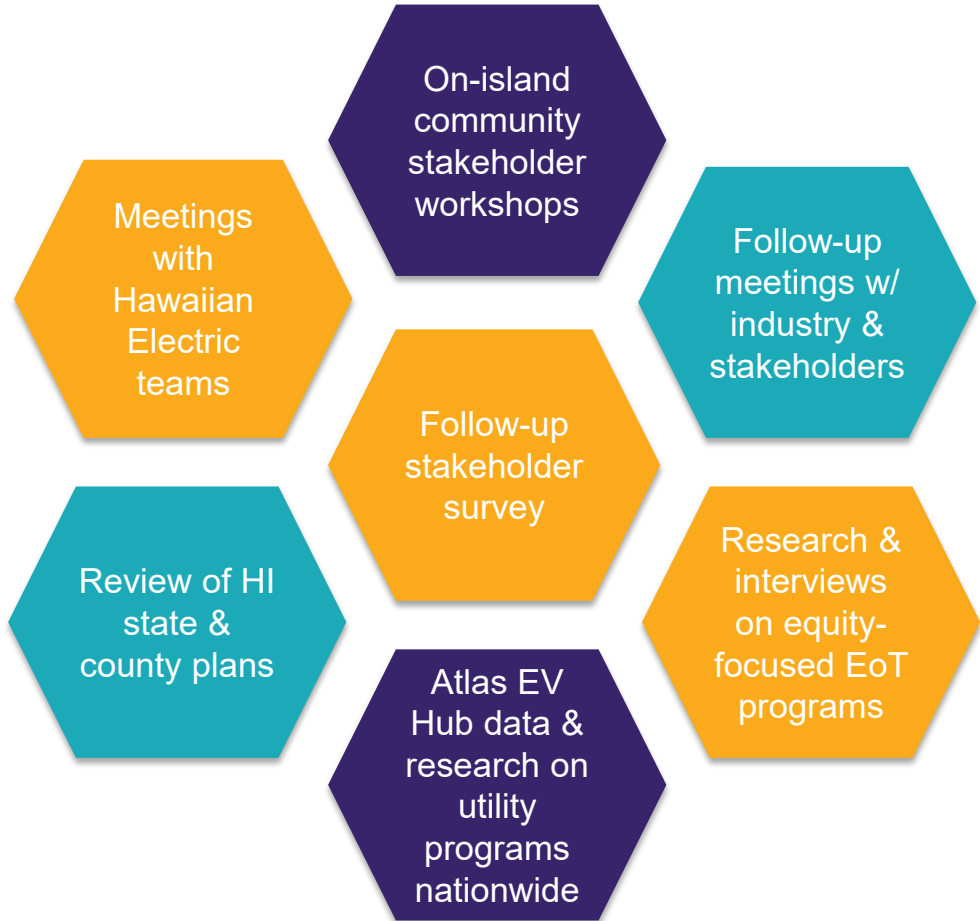 On-island
community
stakeholder
workshops
Meetings
with
Hawaiian
Electric
teams
Follow-up
meetings w/
industry &
stakeholders
Follow-up
stakeholder
survey
Review of HI
state &
county plans
Research &
interviews
on equity-
focused EoT
programs
Atlas EV
Hub data &
research on
utility
programs
nationwide